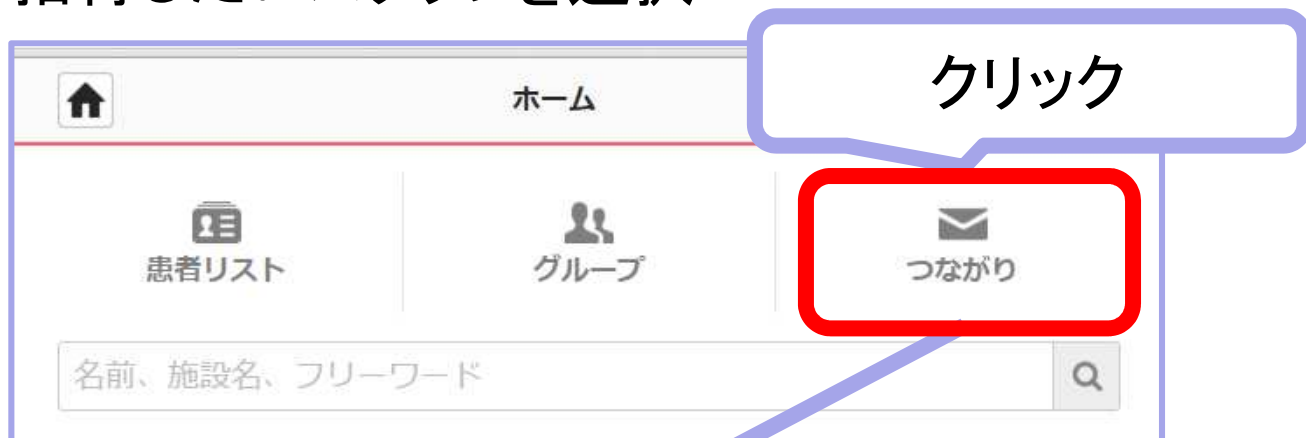 クリック
ホーム
患者リスト
グループ
つながり
名前、施設名、フリーワード